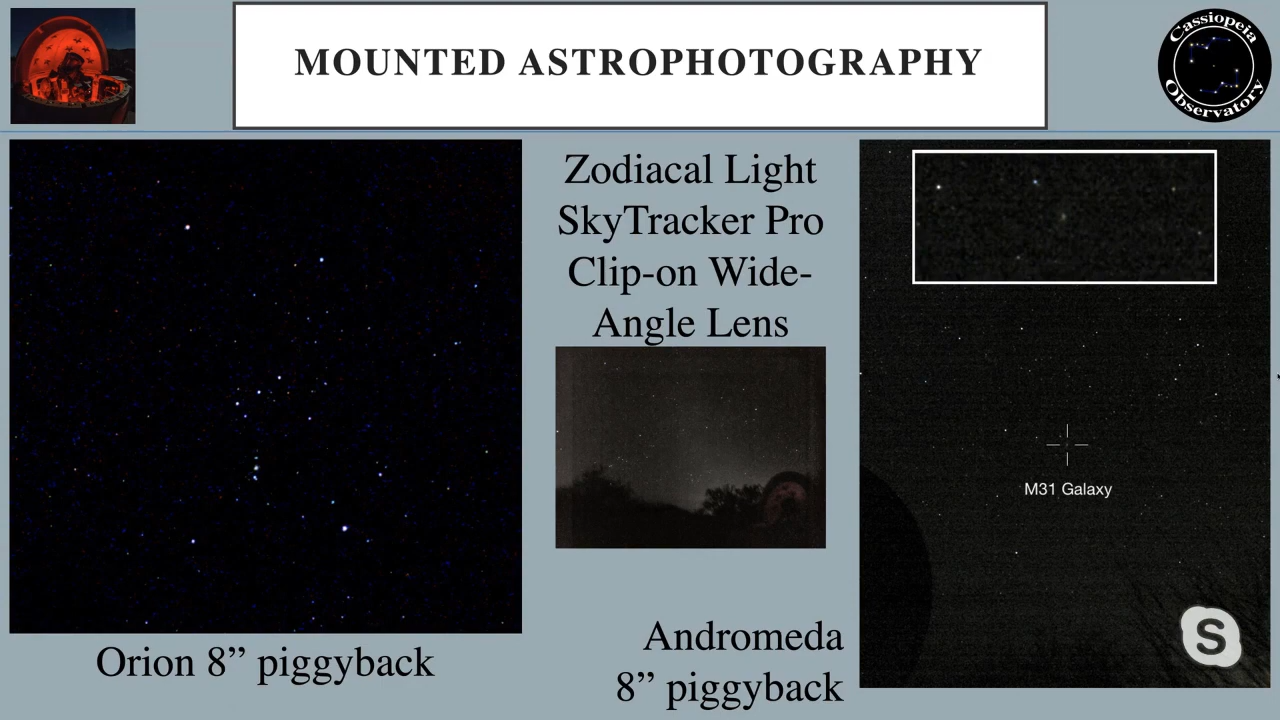 MOUNTED ASTROPHOTOGRAPHY
Cassiopeia
Observatory
Zodiacal Light
SkyTracker Pro
Clip-on Wide-
Angle Lens
M31 Galaxy
S
Orion 8” piggyback
Andromeda
8” piggyback